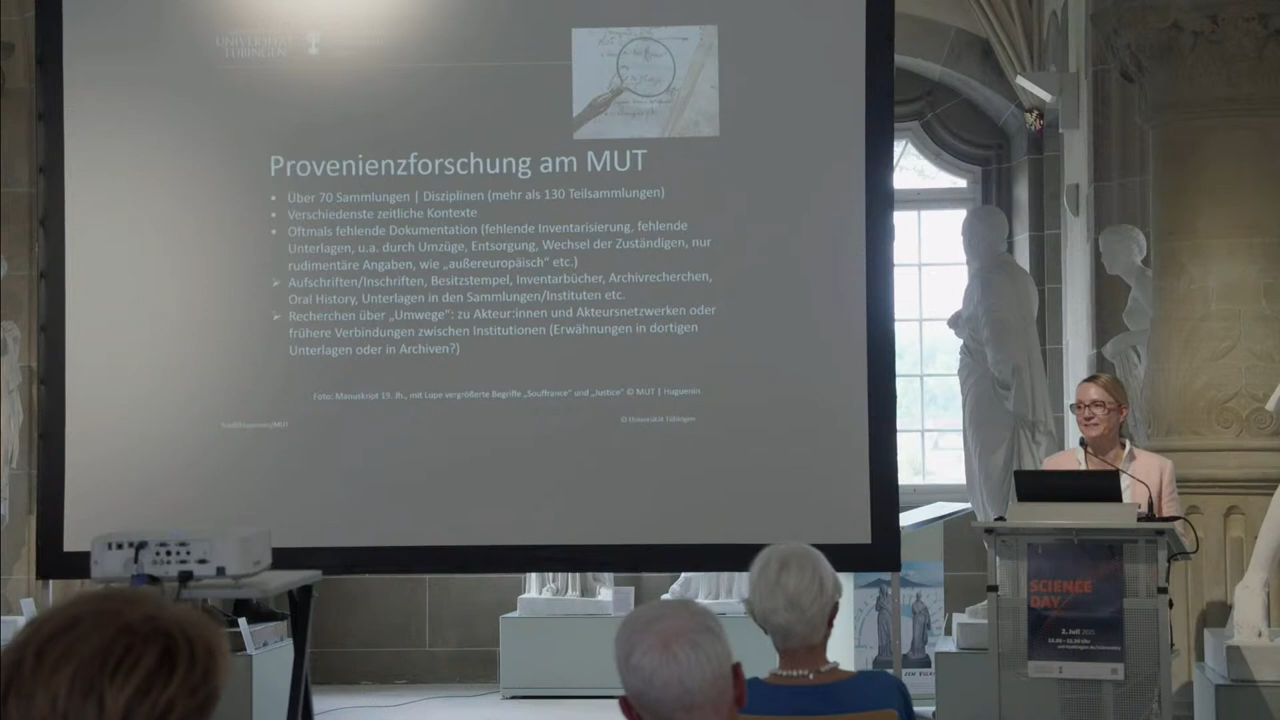 UNIVERSITÄT
TÜBINGEN
Provenienzforschung am MUT
▪ Über 70 Sammlungen | Disziplinen (mehr als 130 Teilsammlungen)
▪ Verschiedenste zeitliche Kontexte
▪ Oftmals fehlende Dokumentation (fehlende Inventarisierung, fehlende
Unterlagen, u.a. durch Umzüge, Entsorgung, Wechsel der Zuständigen, nur
rudimentäre Angaben, wie „außereuropäisch" etc.)
➢ Aufschriften/Inschriften, Besitzstempel, Inventarbücher, Archivrecherchen,
Oral History, Unterlagen in den Sammlungen/Instituten etc.
➢ Recherchen über „Umwege": zu Akteur:innen und Akteursnetzwerken oder
frühere Verbindungen zwischen Institutionen (Erwähnungen in dortigen
Unterlagen oder in Archiven?)
Foto: Manuskript 19. Jh., mit Lupe vergrößerte Begriffe „Souffrance" und „Justice" © MUT | Huguenin
© Universität Tübingen
SCIENCE
DAY
2. Juli 2025